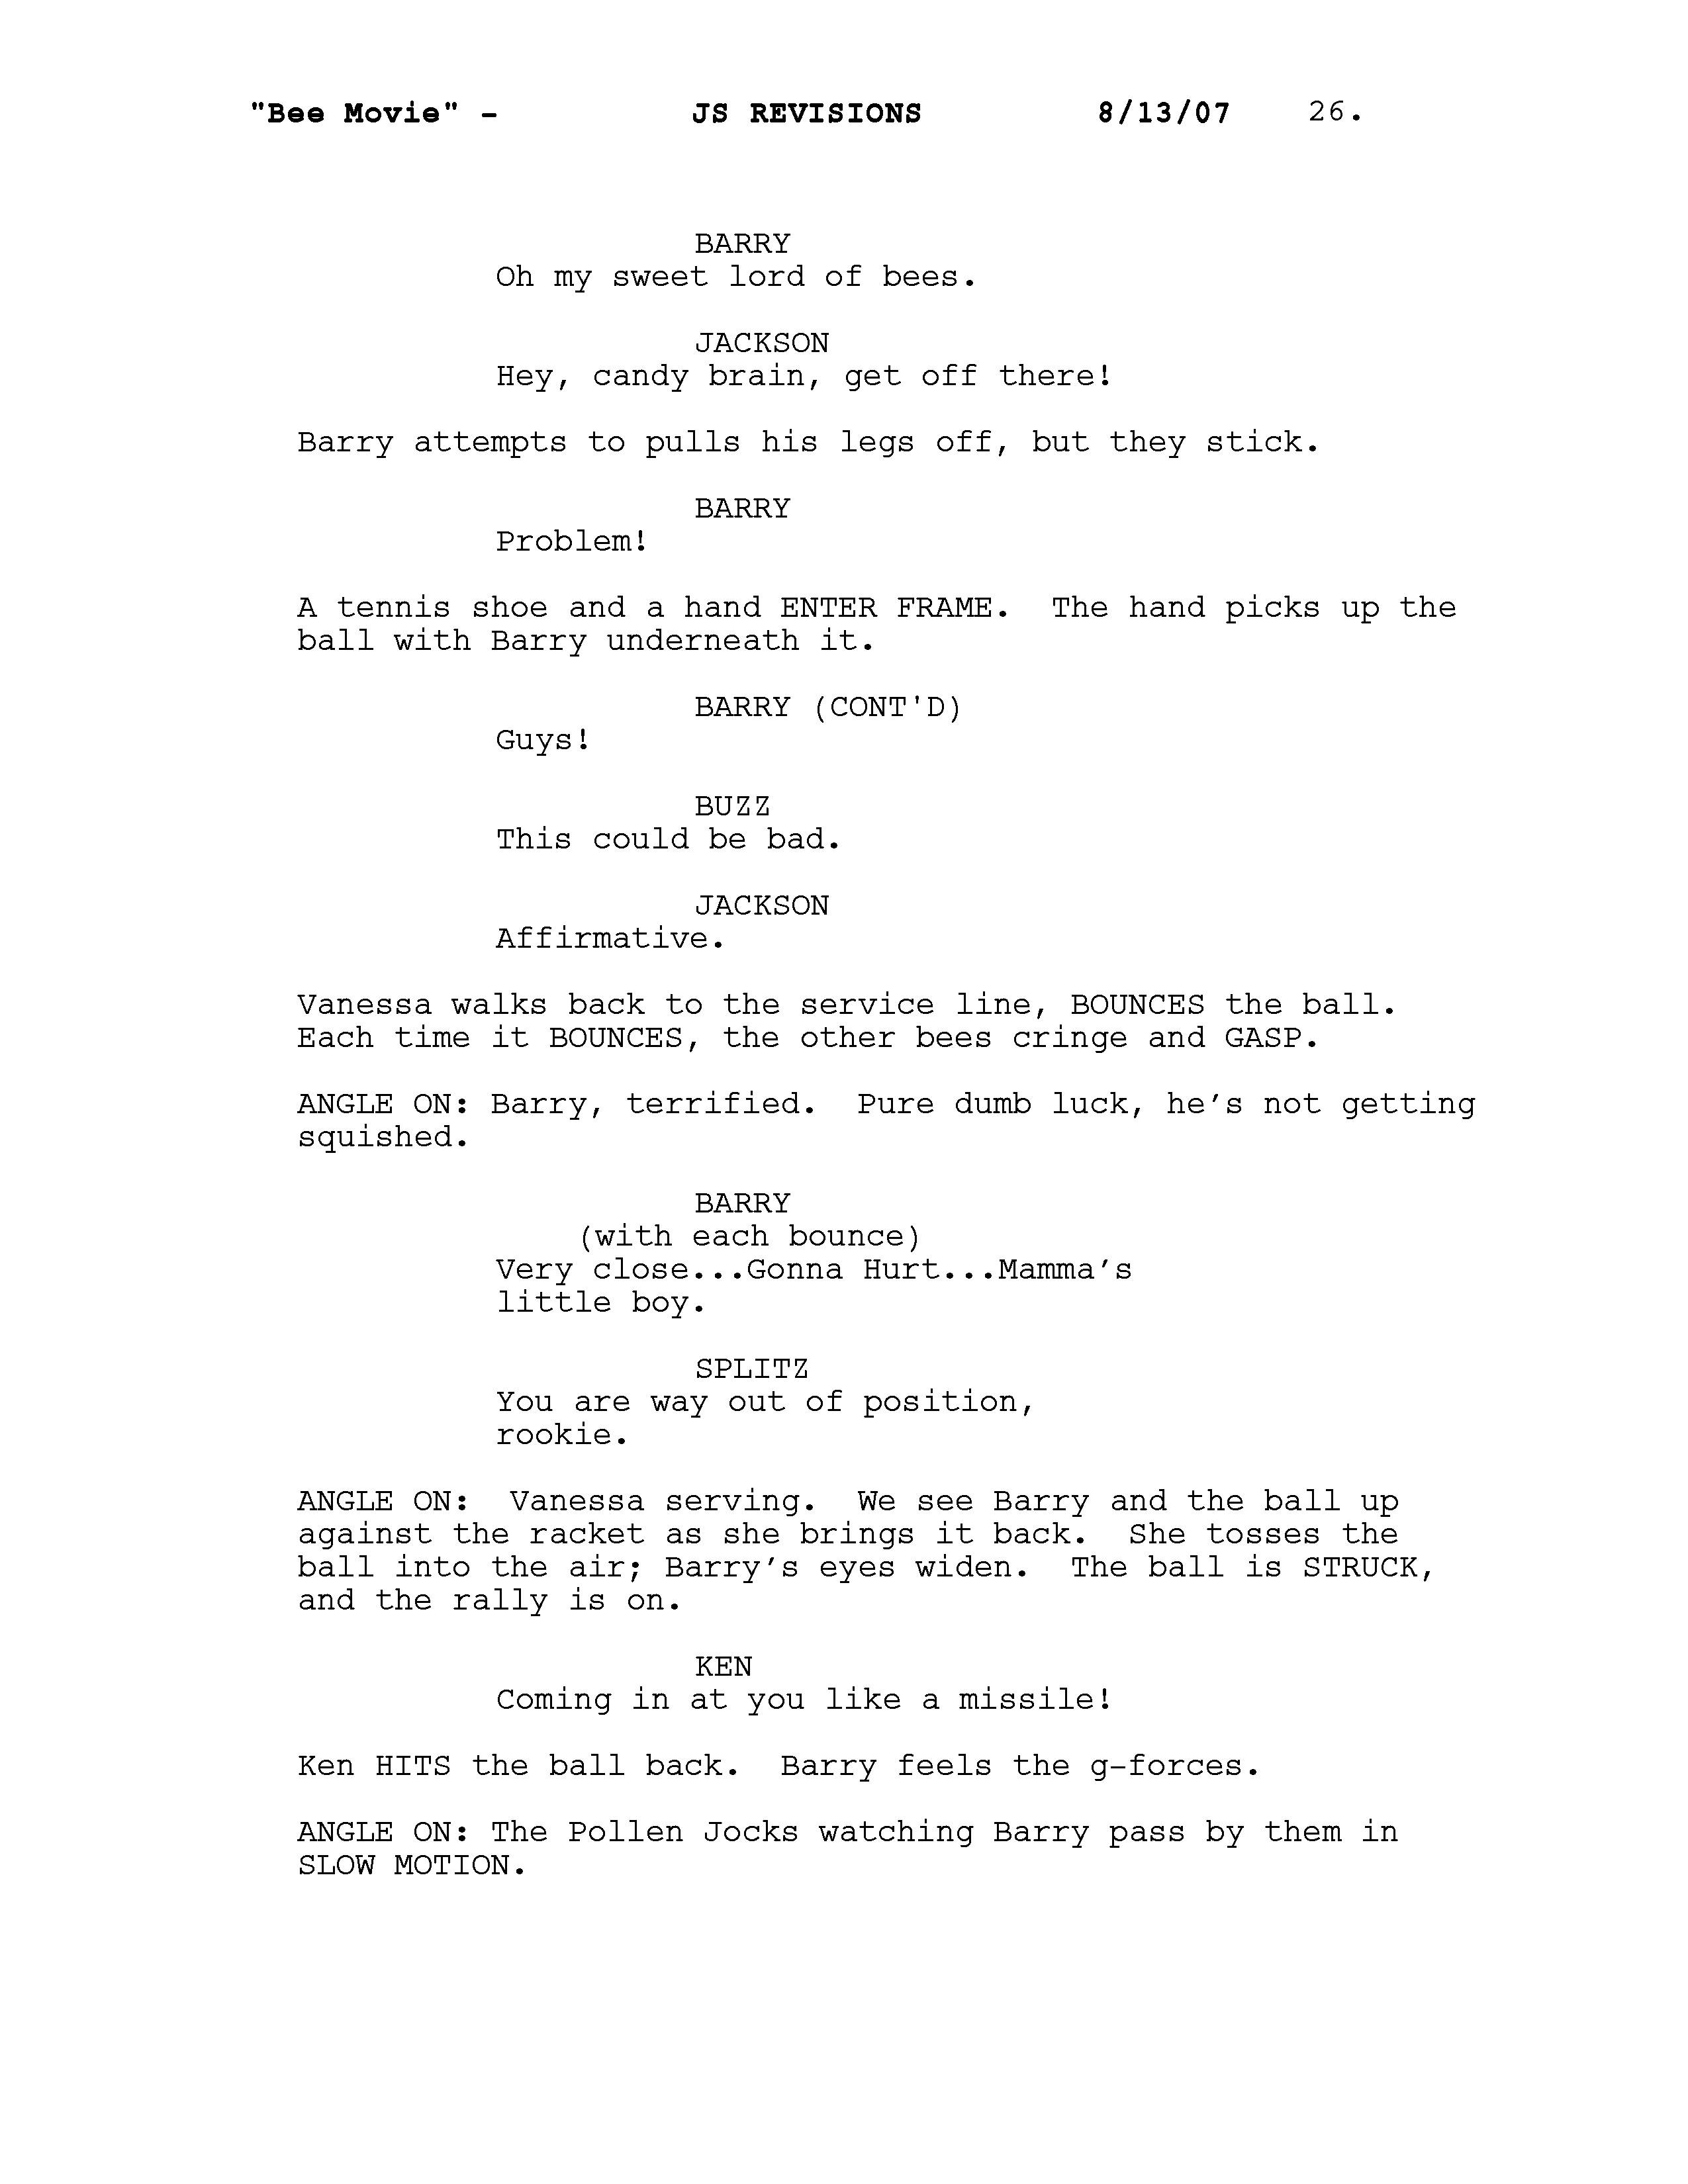 "Bee Movie" - JS REVISIONS 8/13/07 26.
BARRY
Oh my sweet lord of bees.
JACKSON
Hey, candy brain, get off there!
Barry attempts to pulls his legs off, but they stick.
BARRY
Problem!
A tennis shoe and a hand ENTER FRAME.  The hand picks up the
ball with Barry underneath it.
BARRY (CONT'D)
Guys!
BUZZ
This could be bad.
JACKSON
Affirmative.
Vanessa walks back to the service line, BOUNCES the ball.
Each time it BOUNCES, the other bees cringe and GASP.
ANGLE ON: Barry, terrified.  Pure dumb luck, he’s not getting
squished.
BARRY
(with each bounce)
Very close...Gonna Hurt...Mamma’s
little boy.
SPLITZ
You are way out of position,
rookie.
ANGLE ON:  Vanessa serving.  We see Barry and the ball up
against the racket as she brings it back.  She tosses the
ball into the air; Barry’s eyes widen.  The ball is STRUCK,
and the rally is on.
KEN
Coming in at you like a missile!
Ken HITS the ball back.  Barry feels the g-forces.
ANGLE ON: The Pollen Jocks watching Barry pass by them in
SLOW MOTION.